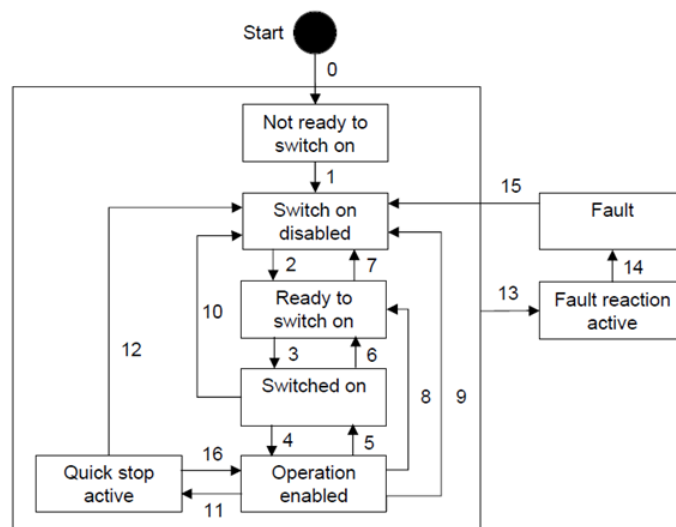 Start
0
Not ready to
switch on
1
15
Switch on
disabled
Fault
2
7
14
10
Ready to
switch on
13
Fault reaction
active
12
3
6
8
9
Switched on
4
5
16
Quick stop
active
Operation
enabled
11